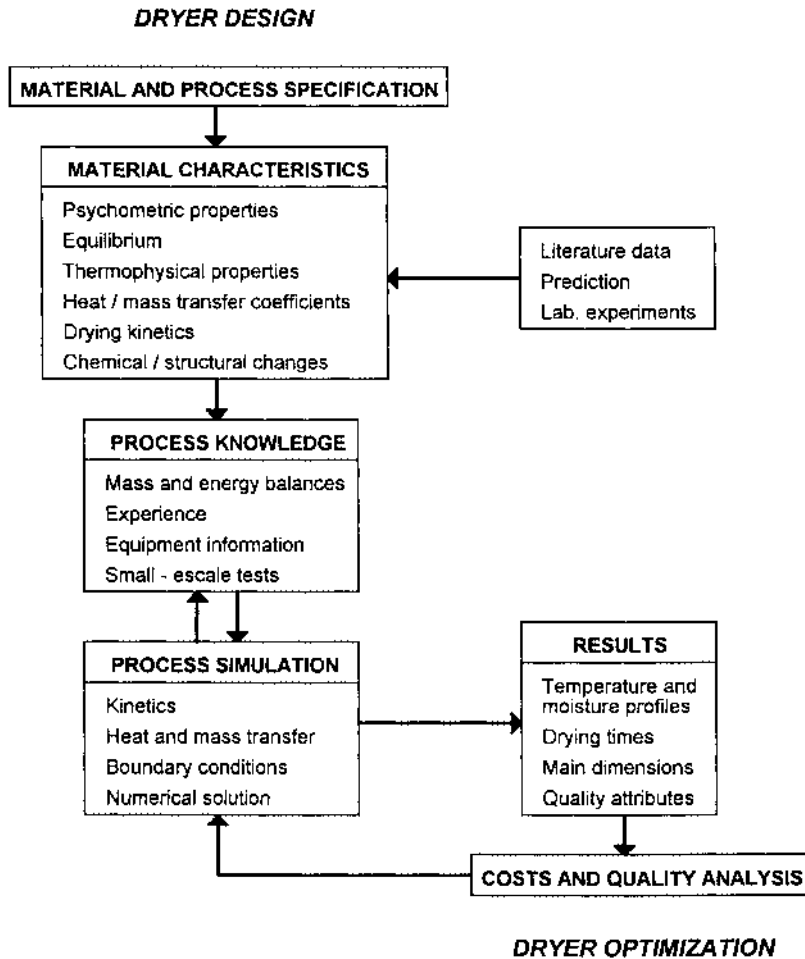 DRYER DESIGN
MATERIAL AND PROCESS SPECIFICATION
MATERIAL CHARACTERISTICS
Psychometric properties
Equilibrium
Thermophysical properties
Heat / mass transfer coefficients
Drying kinetics
Chemical / structural changes
Literature data
Prediction
Lab. experiments
PROCESS KNOWLEDGE
Mass and energy balances
Experience
Equipment information
Small - escale tests
PROCESS SIMULATION
Kinetics
Heat and mass transfer
Boundary conditions
Numerical solution
RESULTS
Temperature and
moisture profiles
Drying times
Main dimensions
Quality attributes
COSTS AND QUALITY ANALYSIS
DRYER OPTIMIZATION